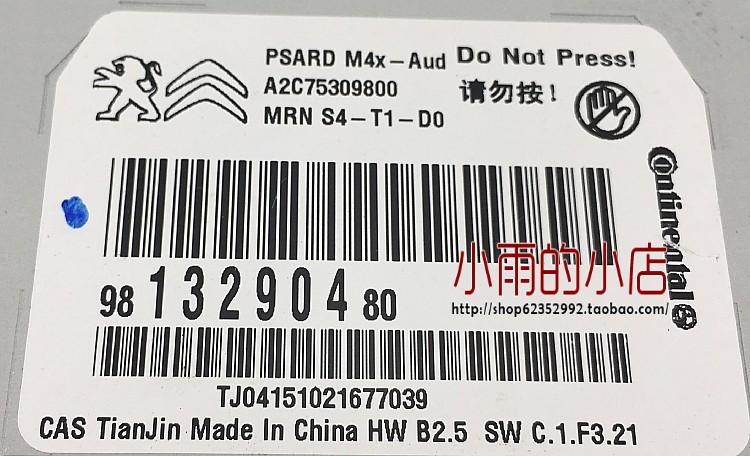 PSARD M4x-Aud Do Not Press!
A2C75309800 请勿按!
MRN S4-T1-D0
Continental
98 132904 80
小雨的小店
http://shop62352992.taobao.com/
TJ04151021677039
CAS TianJin Made In China HW B2.5 SW C.1.F3.21